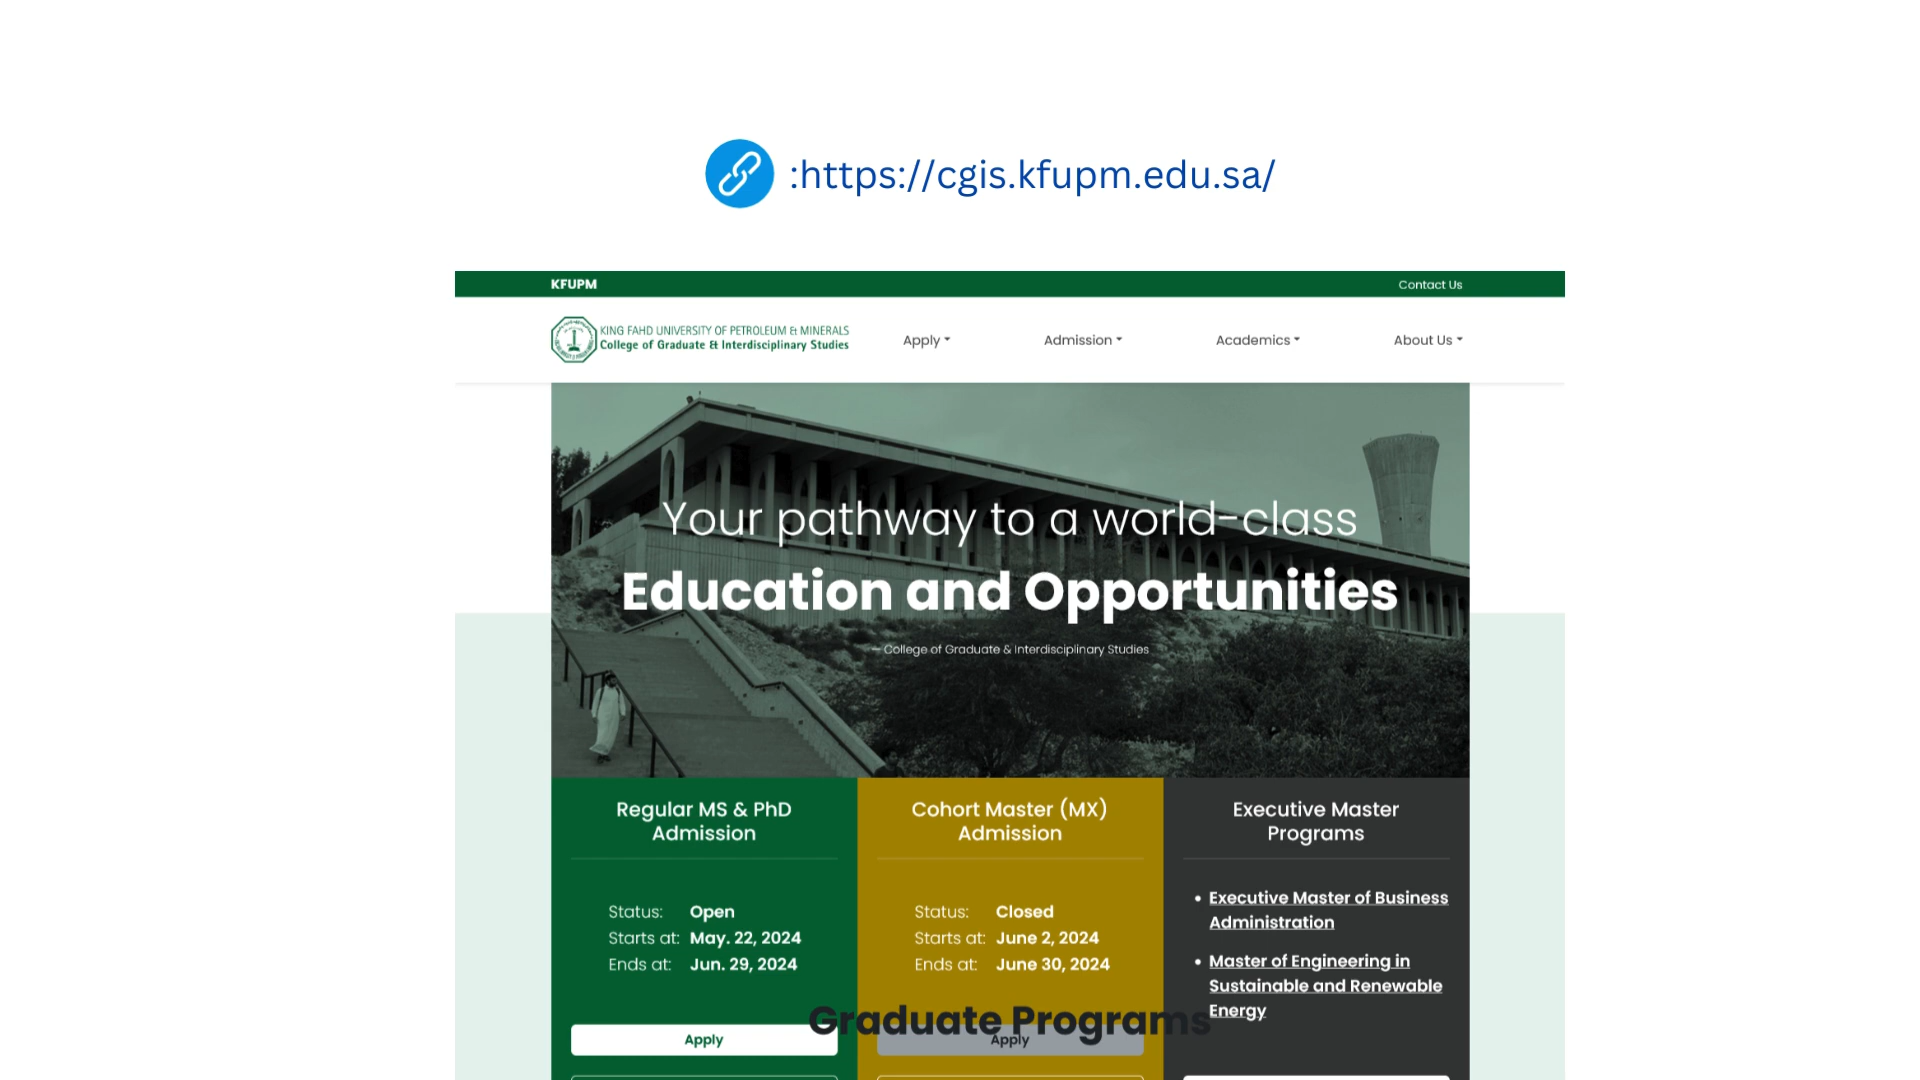 :https://cgis.kfupm.edu.sa/
KFUPM
Contact Us
KING FAHD UNIVERSITY OF PETROLEUM & MINERALS
College of Graduate & Interdisciplinary Studies
Apply
Admission
Academics
About Us
Your pathway to a world-class
Education and Opportunities
— College of Graduate & Interdisciplinary Studies
Regular MS & PhD
Admission
Status: Open
Starts at: May. 22, 2024
Ends at: Jun. 29, 2024
Apply
Cohort Master (MX)
Admission
Status: Closed
Starts at: June 2, 2024
Ends at: June 30, 2024
Apply
Executive Master
Programs
• Executive Master of Business
Administration
• Master of Engineering in
Sustainable and Renewable
Energy
Graduate Programs